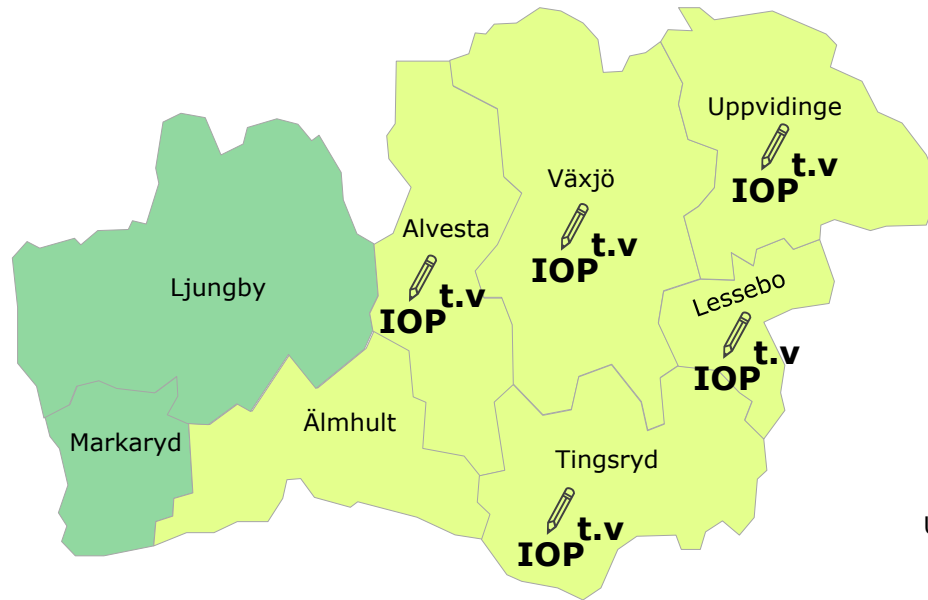 Uppvidinge
t.v
IOP
Växjö
t.v
IOP
Alvesta
t.v
IOP
Ljungby
Lessebo
t.v
IOP
Älmhult
Markaryd
Tingsryd
t.v
IOP